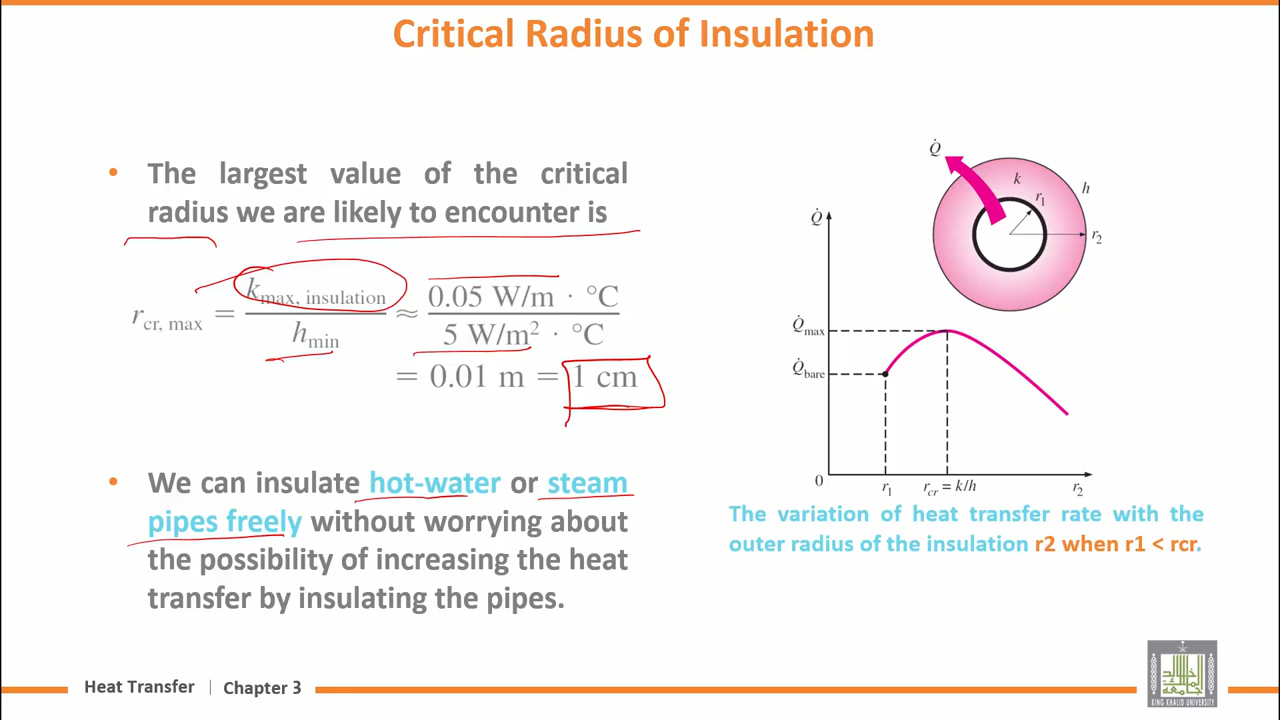 Critical Radius of Insulation
• The largest value of the critical
radius we are likely to encounter is
r_cr, max = k_max, insulation / h_min ≈ 0.05 W/m · °C / 5 W/m² · °C
= 0.01 m = 1 cm
• We can insulate hot-water or steam
pipes freely without worrying about
the possibility of increasing the heat
transfer by insulating the pipes.
Q̇
k
h
r₁
r₂
Q̇
Q̇max
Q̇bare
0
r₁
r_cr = k/h
r₂
The variation of heat transfer rate with the
outer radius of the insulation r2 when r1 < rcr.
Heat Transfer | Chapter 3
KING KHALID UNIVERSITY